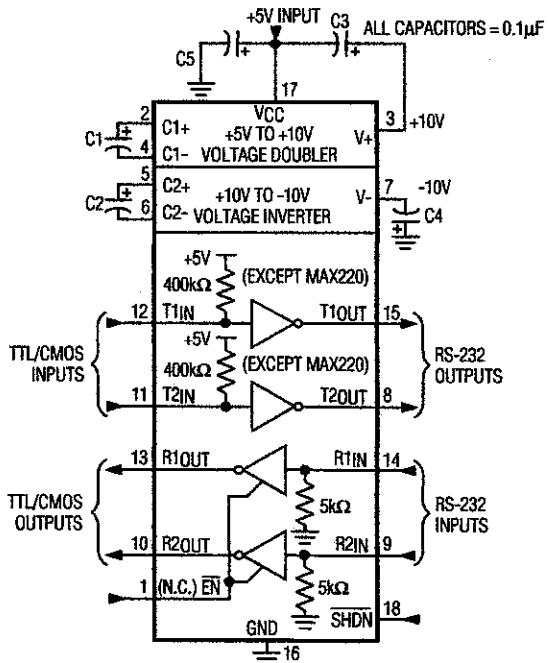 +5V INPUT
C3
ALL CAPACITORS = 0.1µF
C5
+
+
17
2
VCC
3
+10V
C1
+
C1+
+5V TO +10V
V+
4
C1-
VOLTAGE DOUBLER
5
C2+
7
-10V
C2
+
+10V TO -10V
V-
6
C2-
VOLTAGE INVERTER
C4
+
+5V
(EXCEPT MAX220)
400kΩ
12
T1IN
T1OUT
15
TTL/CMOS
INPUTS
+5V
RS-232
OUTPUTS
400kΩ
(EXCEPT MAX220)
11
T2IN
T2OUT
8
13
R1OUT
R1IN
14
TTL/CMOS
OUTPUTS
5kΩ
RS-232
INPUTS
10
R2OUT
R2IN
9
1
(N.C.) EN
5kΩ
SHDN
18
GND
16